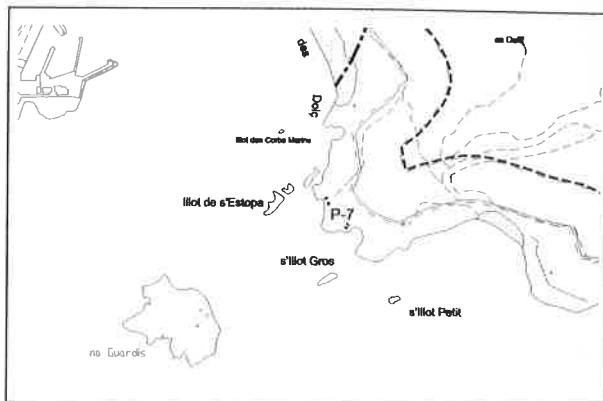 des
Dolç
Illot des Corbs Marins
Illot de s'Estopa
P-7
s'Illot Gros
s'Illot Petit
na Guardis